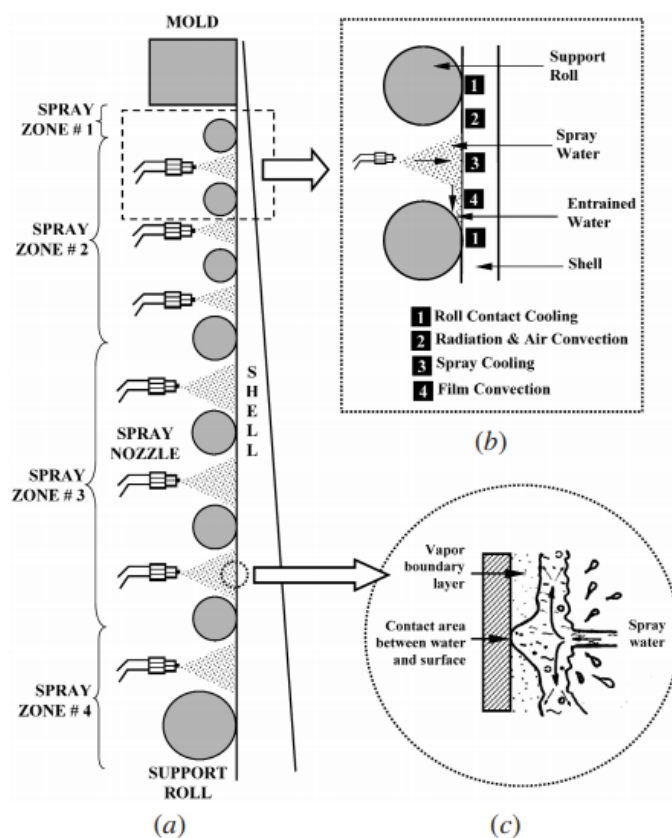 MOLD
SPRAY
ZONE # 1
SPRAY
ZONE # 2
SPRAY
NOZZLE
SPRAY
ZONE # 3
SPRAY
ZONE # 4
S
H
E
L
L
SUPPORT
ROLL
(a)
Support
Roll
1
2
Spray
Water
3
4
Entrained
Water
1
Shell
1 Roll Contact Cooling
2 Radiation & Air Convection
3 Spray Cooling
4 Film Convection
(b)
Vapor
boundary
layer
Contact area
between water
and surface
Spray
water
(c)